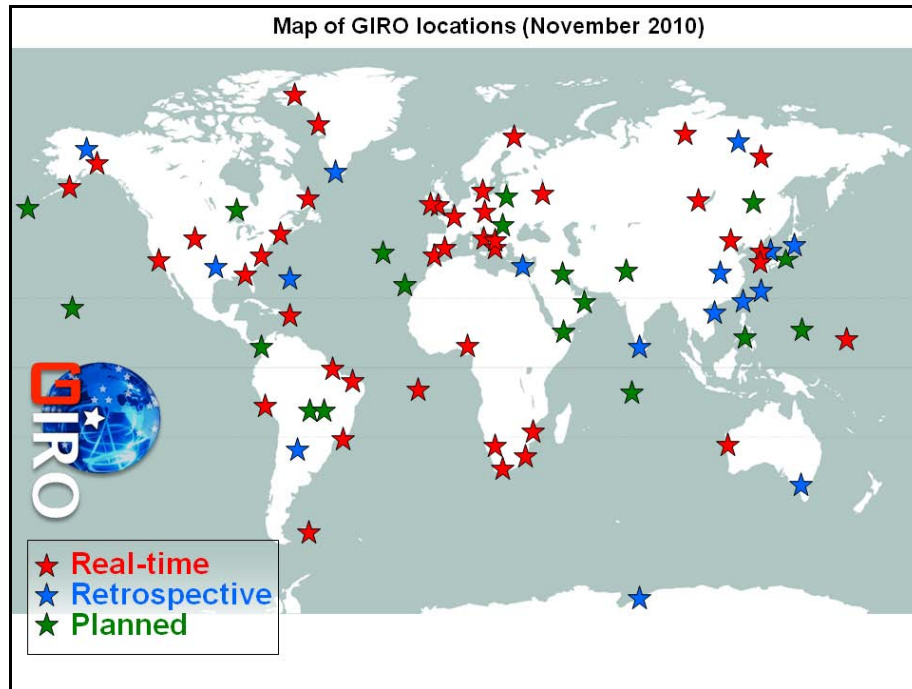 Map of GIRO locations (November 2010)
GIRO
Real-time
Retrospective
Planned